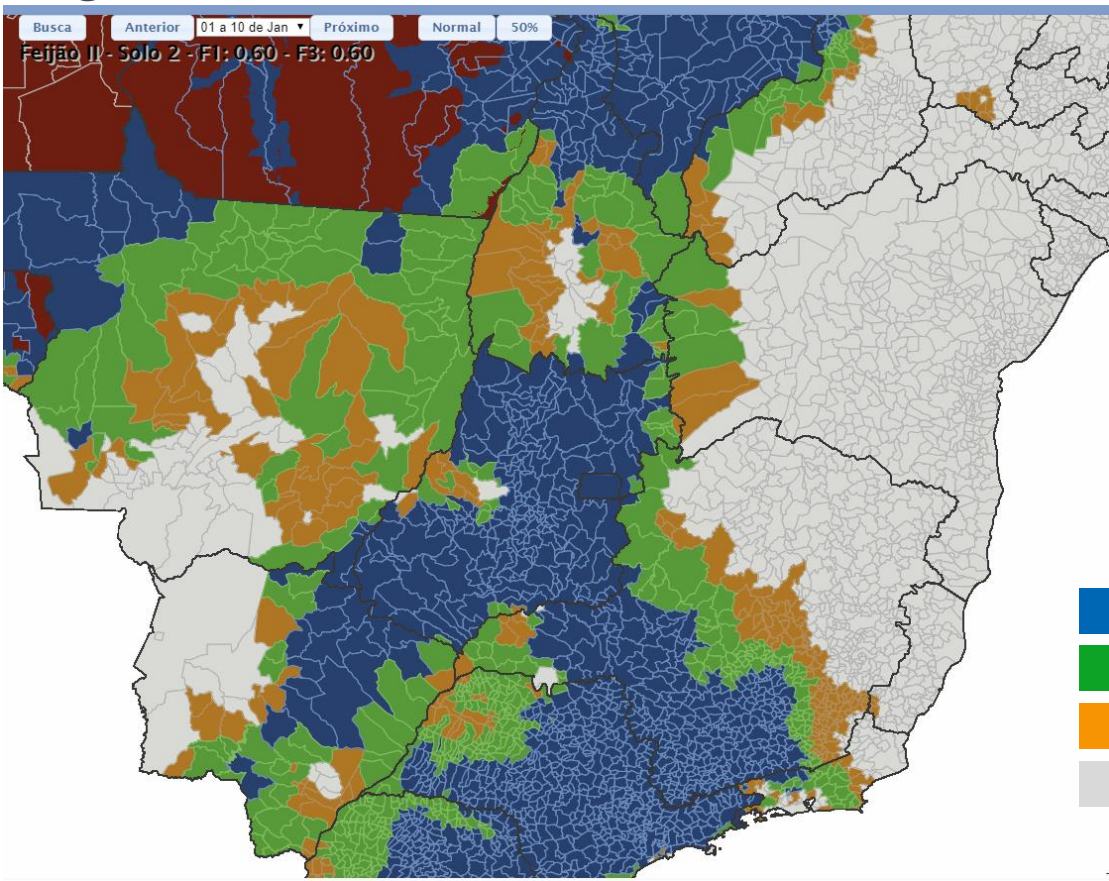 Busca Anterior 01 a 10 de Jan Próximo Normal 50%
Feijão II - Solo 2 - F1: 0.60 - F3: 0.60